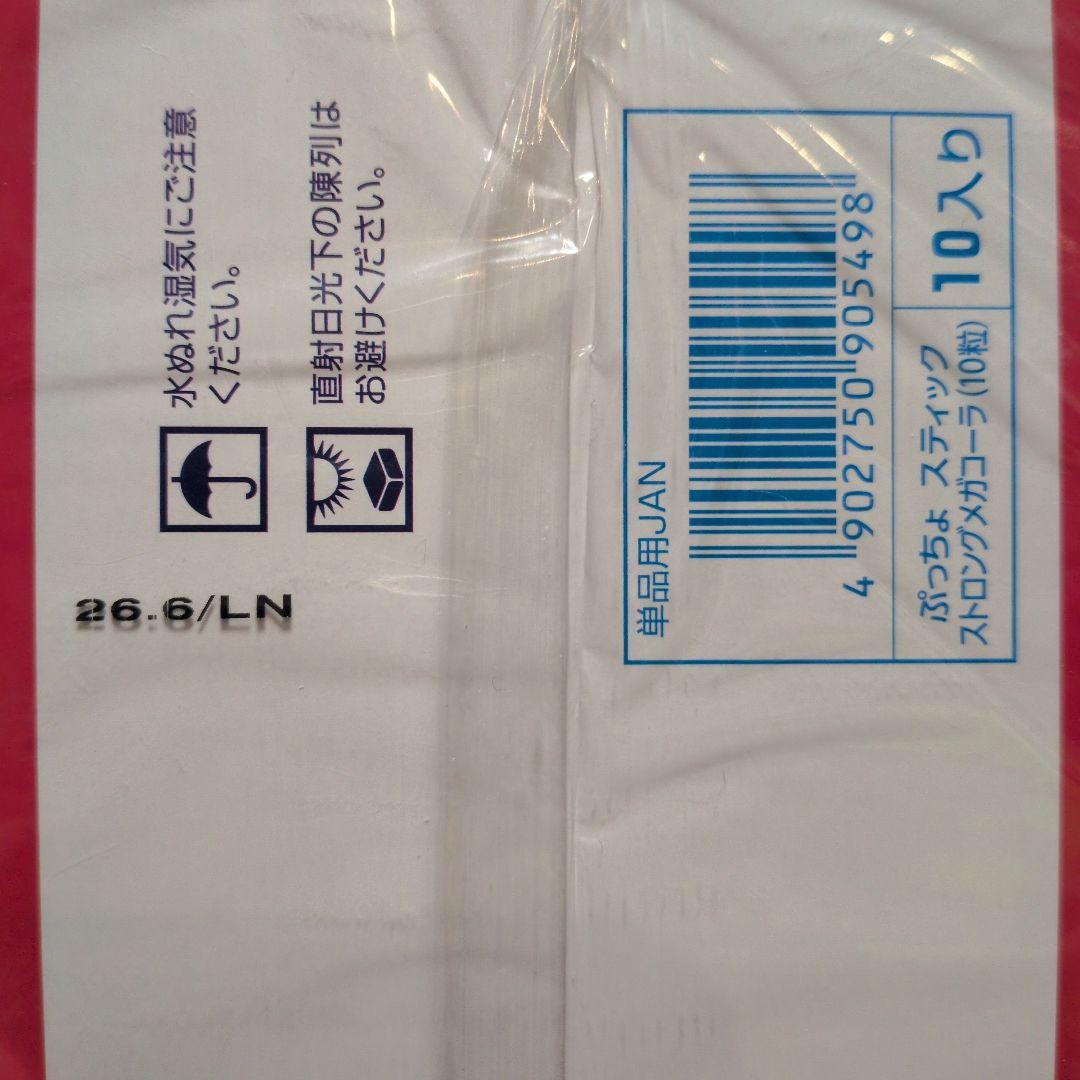 水ぬれ湿気にご注意
ください。
直射日光下の陳列は
お避けください。
26.6/LN
単品用JAN
4 902750 905498
ぷっちょ スティック
ストロングメガコーラ(10粒)
10入り